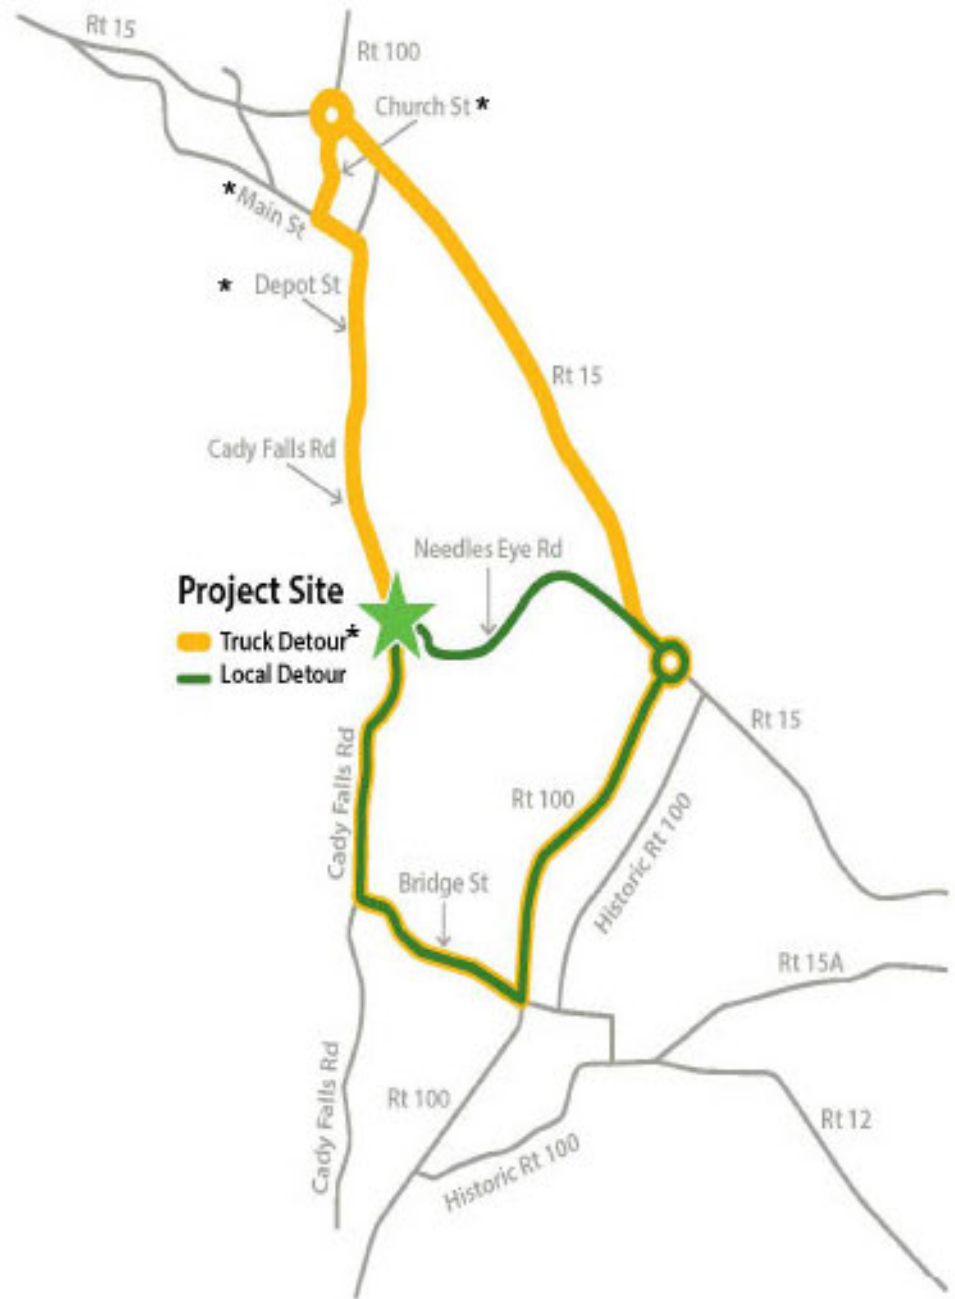 Rt 15
Rt 100
Church St *
* Main St
* Depot St
Rt 15
Cady Falls Rd
Needles Eye Rd
Project Site
Truck Detour*
Local Detour
Rt 15
Cady Falls Rd
Rt 100
Historic Rt 100
Bridge St
Rt 15A
Cady Falls Rd
Rt 100
Rt 12
Historic Rt 100